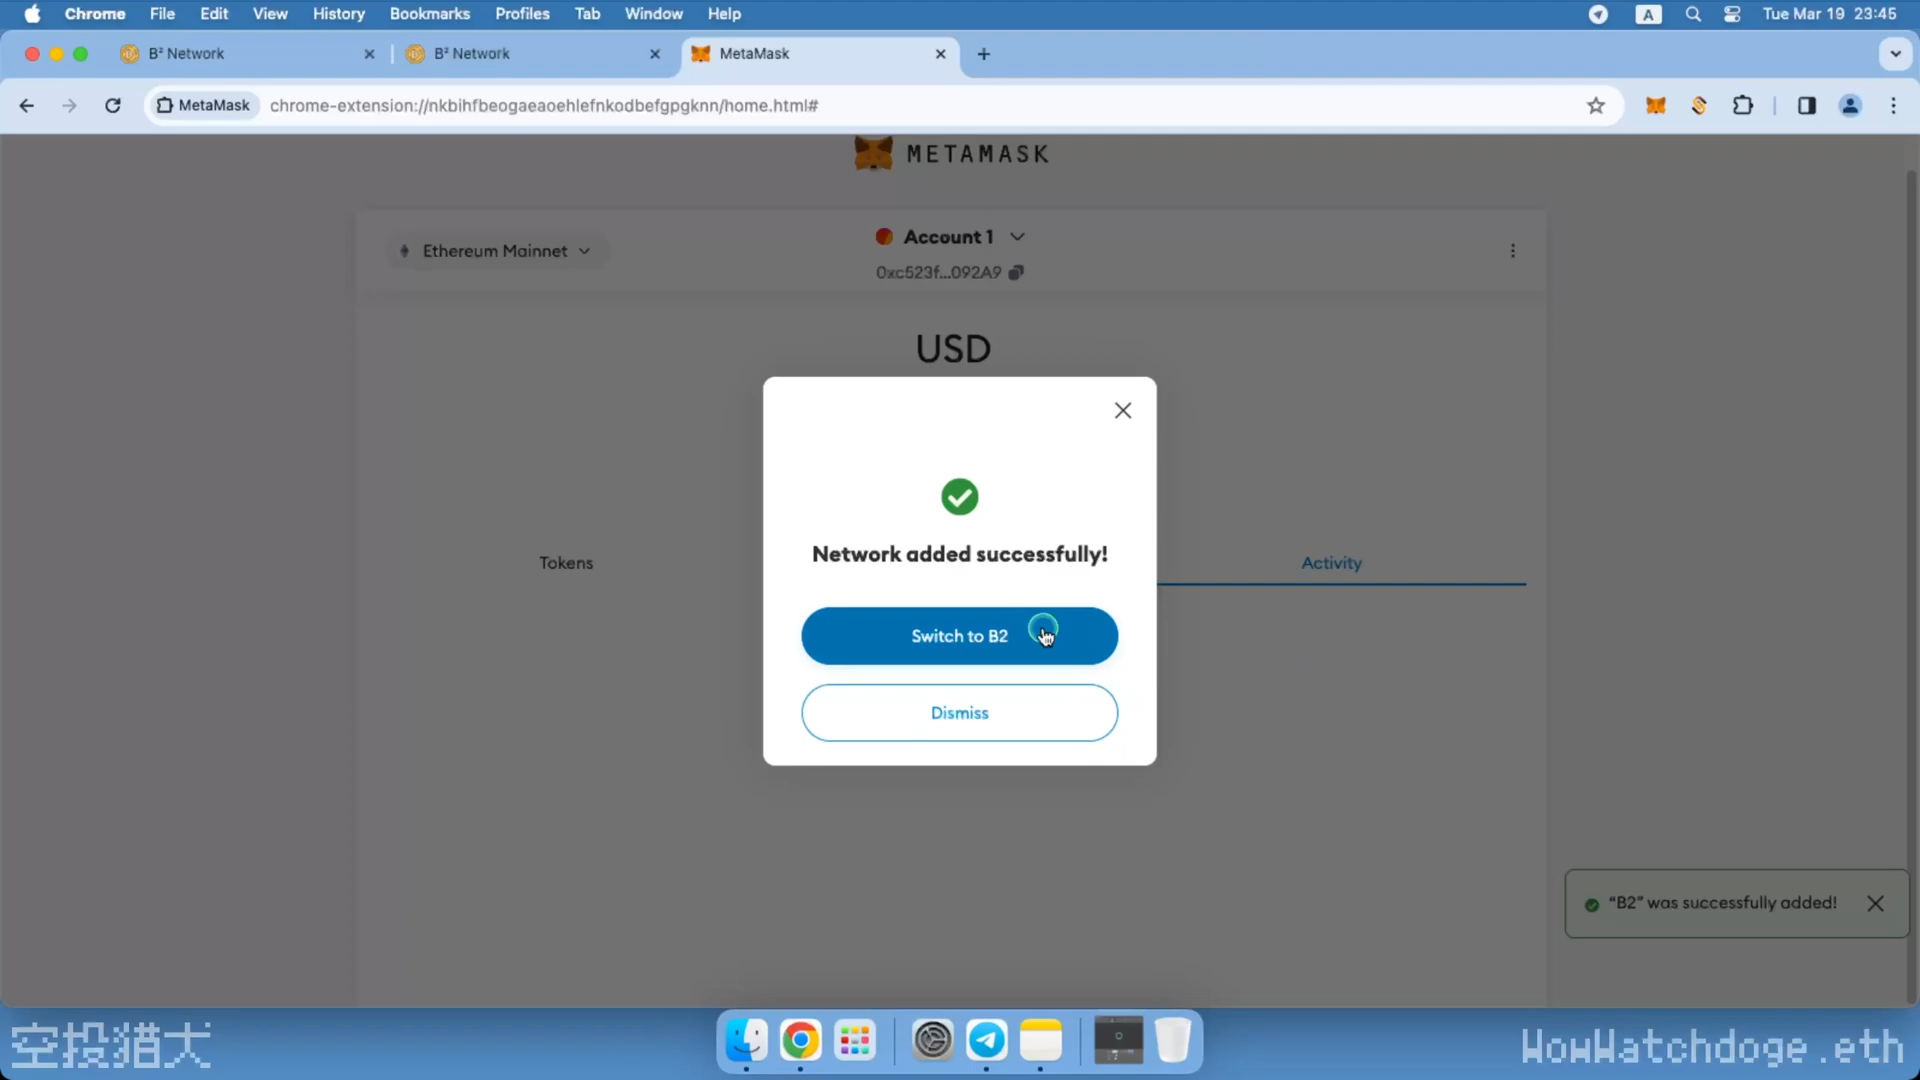 Chrome File Edit View History Bookmarks Profiles Tab Window Help A Tue Mar 19 23:45
B² Network B² Network MetaMask
MetaMask chrome-extension://nkbihfbeogaeaoehlefnkodbefgpgknn/home.html#
METAMASK
Ethereum Mainnet
Account 1
0xc523f...092A9
USD
Network added successfully!
Tokens Activity
Switch to B2
Dismiss
“B2” was successfully added!
空投猫犬 WowWatchdoge.eth